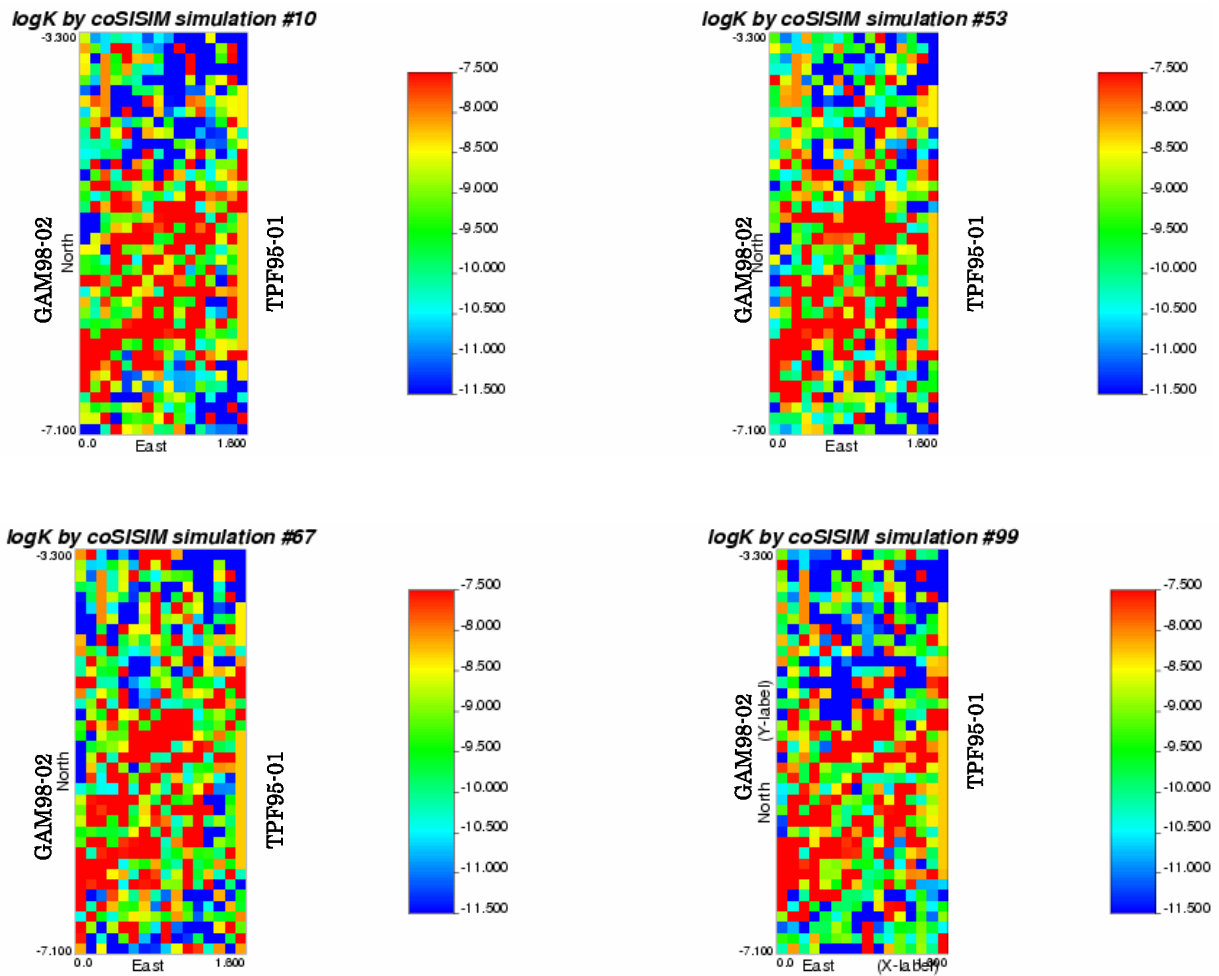 logK by coSISIM simulation #10
-3.300
-7.100
0.0
1.800
East
North
GAM98-02
TPF95-01
-7.500
-8.000
-8.500
-9.000
-9.500
-10.000
-10.500
-11.000
-11.500
logK by coSISIM simulation #53
-3.300
-7.100
0.0
1.800
East
North
GAM98-02
TPF95-01
-7.500
-8.000
-8.500
-9.000
-9.500
-10.000
-10.500
-11.000
-11.500
logK by coSISIM simulation #67
-3.300
-7.100
0.0
1.800
East
North
GAM98-02
TPF95-01
-7.500
-8.000
-8.500
-9.000
-9.500
-10.000
-10.500
-11.000
-11.500
logK by coSISIM simulation #99
-3.300
-7.100
0.0
1.800
East
(X-label)
North
(Y-label)
GAM98-02
TPF95-01
-7.500
-8.000
-8.500
-9.000
-9.500
-10.000
-10.500
-11.000
-11.500